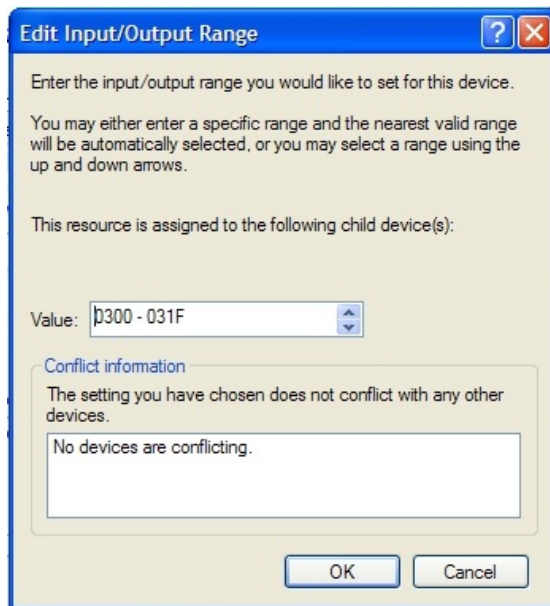 Edit Input/Output Range
?
Enter the input/output range you would like to set for this device.
You may either enter a specific range and the nearest valid range
will be automatically selected, or you may select a range using the
up and down arrows.
This resource is assigned to the following child device(s):
Value: 0300 - 031F
Conflict information
The setting you have chosen does not conflict with any other
devices.
No devices are conflicting.
OK Cancel